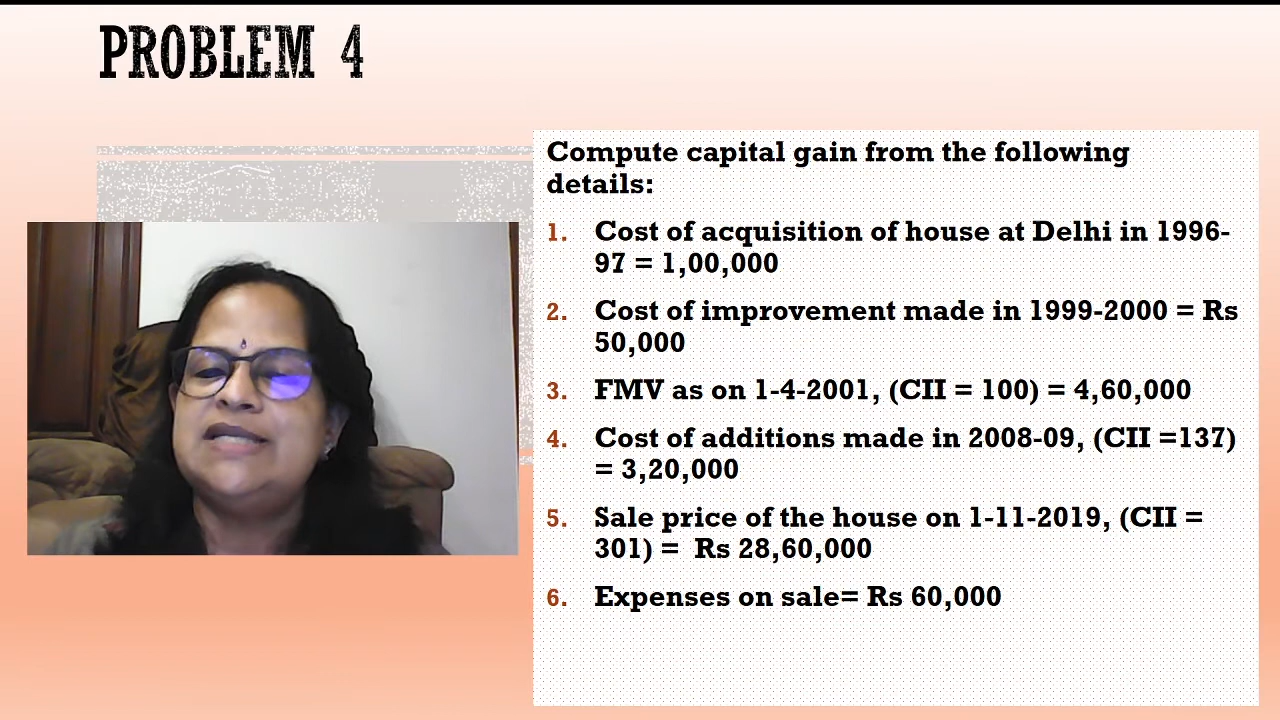 PROBLEM 4
Compute capital gain from the following
details:
1. Cost of acquisition of house at Delhi in 1996-
97 = 1,00,000
2. Cost of improvement made in 1999-2000 = Rs
50,000
3. FMV as on 1-4-2001, (CII = 100) = 4,60,000
4. Cost of additions made in 2008-09, (CII =137)
= 3,20,000
5. Sale price of the house on 1-11-2019, (CII =
301) = Rs 28,60,000
6. Expenses on sale= Rs 60,000